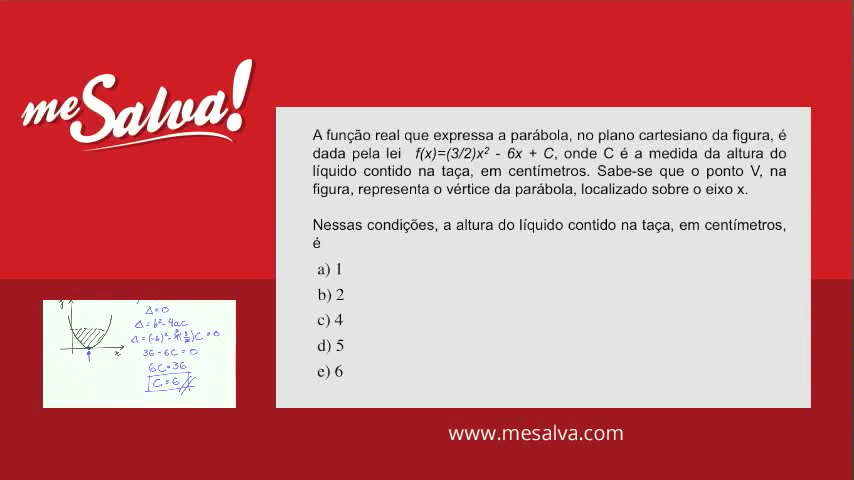 me Salva!
A função real que expressa a parábola, no plano cartesiano da figura, é
dada pela lei f(x)=(3/2)x² - 6x + C, onde C é a medida da altura do
líquido contido na taça, em centímetros. Sabe-se que o ponto V, na
figura, representa o vértice da parábola, localizado sobre o eixo x.
Nessas condições, a altura do líquido contido na taça, em centímetros,
é
a) 1
b) 2
c) 4
d) 5
e) 6
y
x
Δ=0
Δ=b²-4ac
36-6C=0
6C=36
C=6
www.mesalva.com